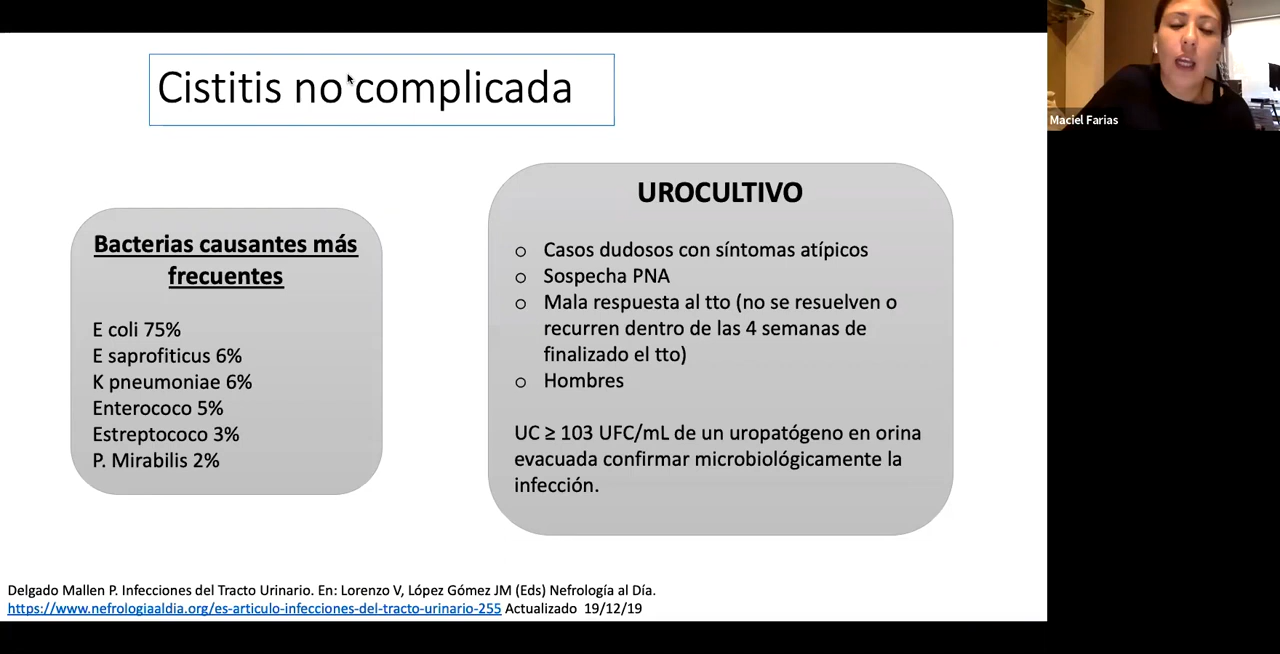 Cistitis no complicada
Bacterias causantes más
frecuentes
E coli 75%
E saprofiticus 6%
K pneumoniae 6%
Enterococo 5%
Estreptococo 3%
P. Mirabilis 2%
UROCULTIVO
o Casos dudosos con síntomas atípicos
o Sospecha PNA
o Mala respuesta al tto (no se resuelven o
recurren dentro de las 4 semanas de
finalizado el tto)
o Hombres
UC ≥ 103 UFC/mL de un uropatógeno en orina
evacuada confirmar microbiológicamente la
infección.
Delgado Mallen P. Infecciones del Tracto Urinario. En: Lorenzo V, López Gómez JM (Eds) Nefrología al Día.
https://www.nefrologiaaldia.org/es-articulo-infecciones-del-tracto-urinario-255 Actualizado 19/12/19
Maciel Farias